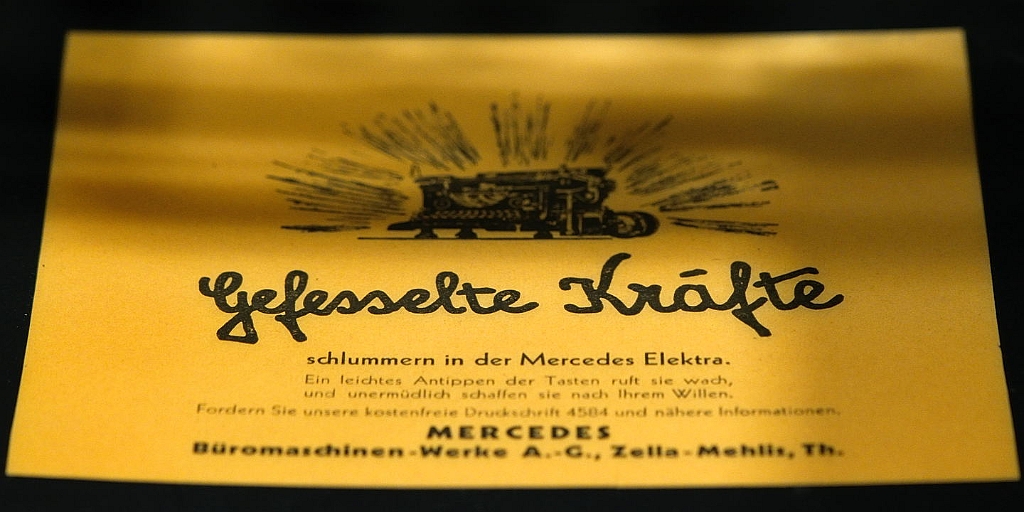 Gefesselte Kräfte
schlummern in der Mercedes Elektra.
Ein leichtes Antippen der Tasten ruft sie wach,
und unermüdlich schaffen sie nach Ihrem Willen.
Fordern Sie unsere kostenfreie Druckschrift 4584 und nähere Informationen.
MERCEDES
Büromaschinen-Werke A.-G., Zella-Mehlis, Th.